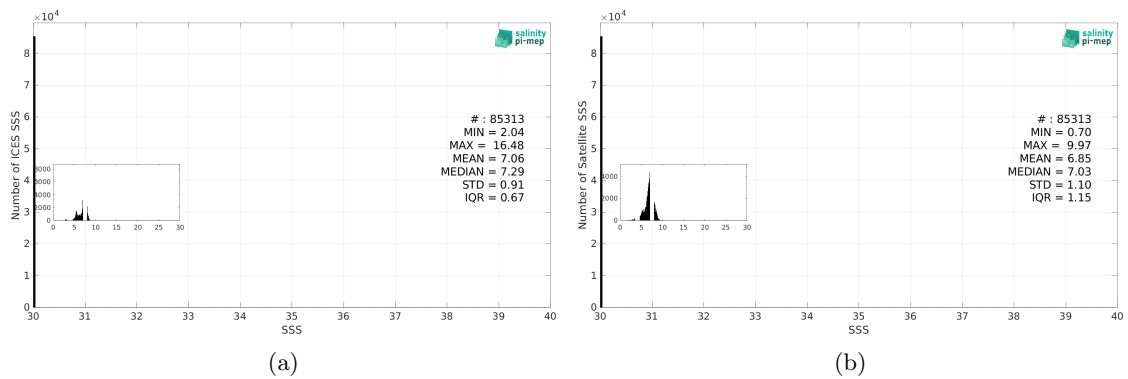 ×10⁴
8
7
6
5
4
3
2
1
0
Number of ICES SSS
salinity
pi-mep
# : 85313
MIN = 2.04
MAX = 16.48
MEAN = 7.06
MEDIAN = 7.29
STD = 0.91
IQR = 0.67
8000
6000
4000
2000
0
0 5 10 15 20 25 30
30 31 32 33 34 35 36 37 38 39 40
SSS
(a)
×10⁴
8
7
6
5
4
3
2
1
0
Number of Satellite SSS
salinity
pi-mep
# : 85313
MIN = 0.70
MAX = 9.97
MEAN = 6.85
MEDIAN = 7.03
STD = 1.10
IQR = 1.15
4000
2000
0
0 5 10 15 20 25 30
30 31 32 33 34 35 36 37 38 39 40
SSS
(b)